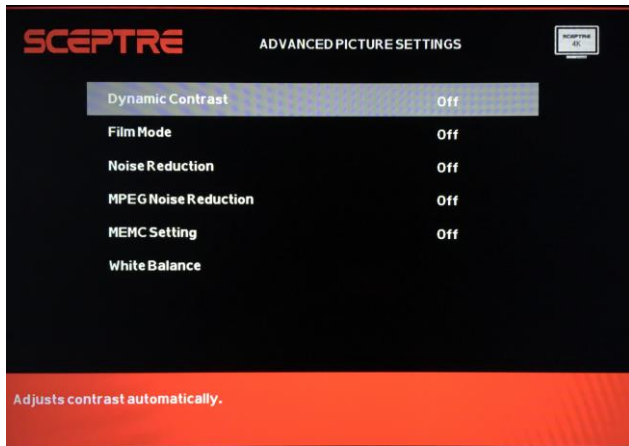 SCEPTRE
ADVANCED PICTURE SETTINGS
SCEPTRE
4K
Dynamic Contrast Off
Film Mode Off
Noise Reduction Off
MPEG Noise Reduction Off
MEMC Setting Off
White Balance
Adjusts contrast automatically.